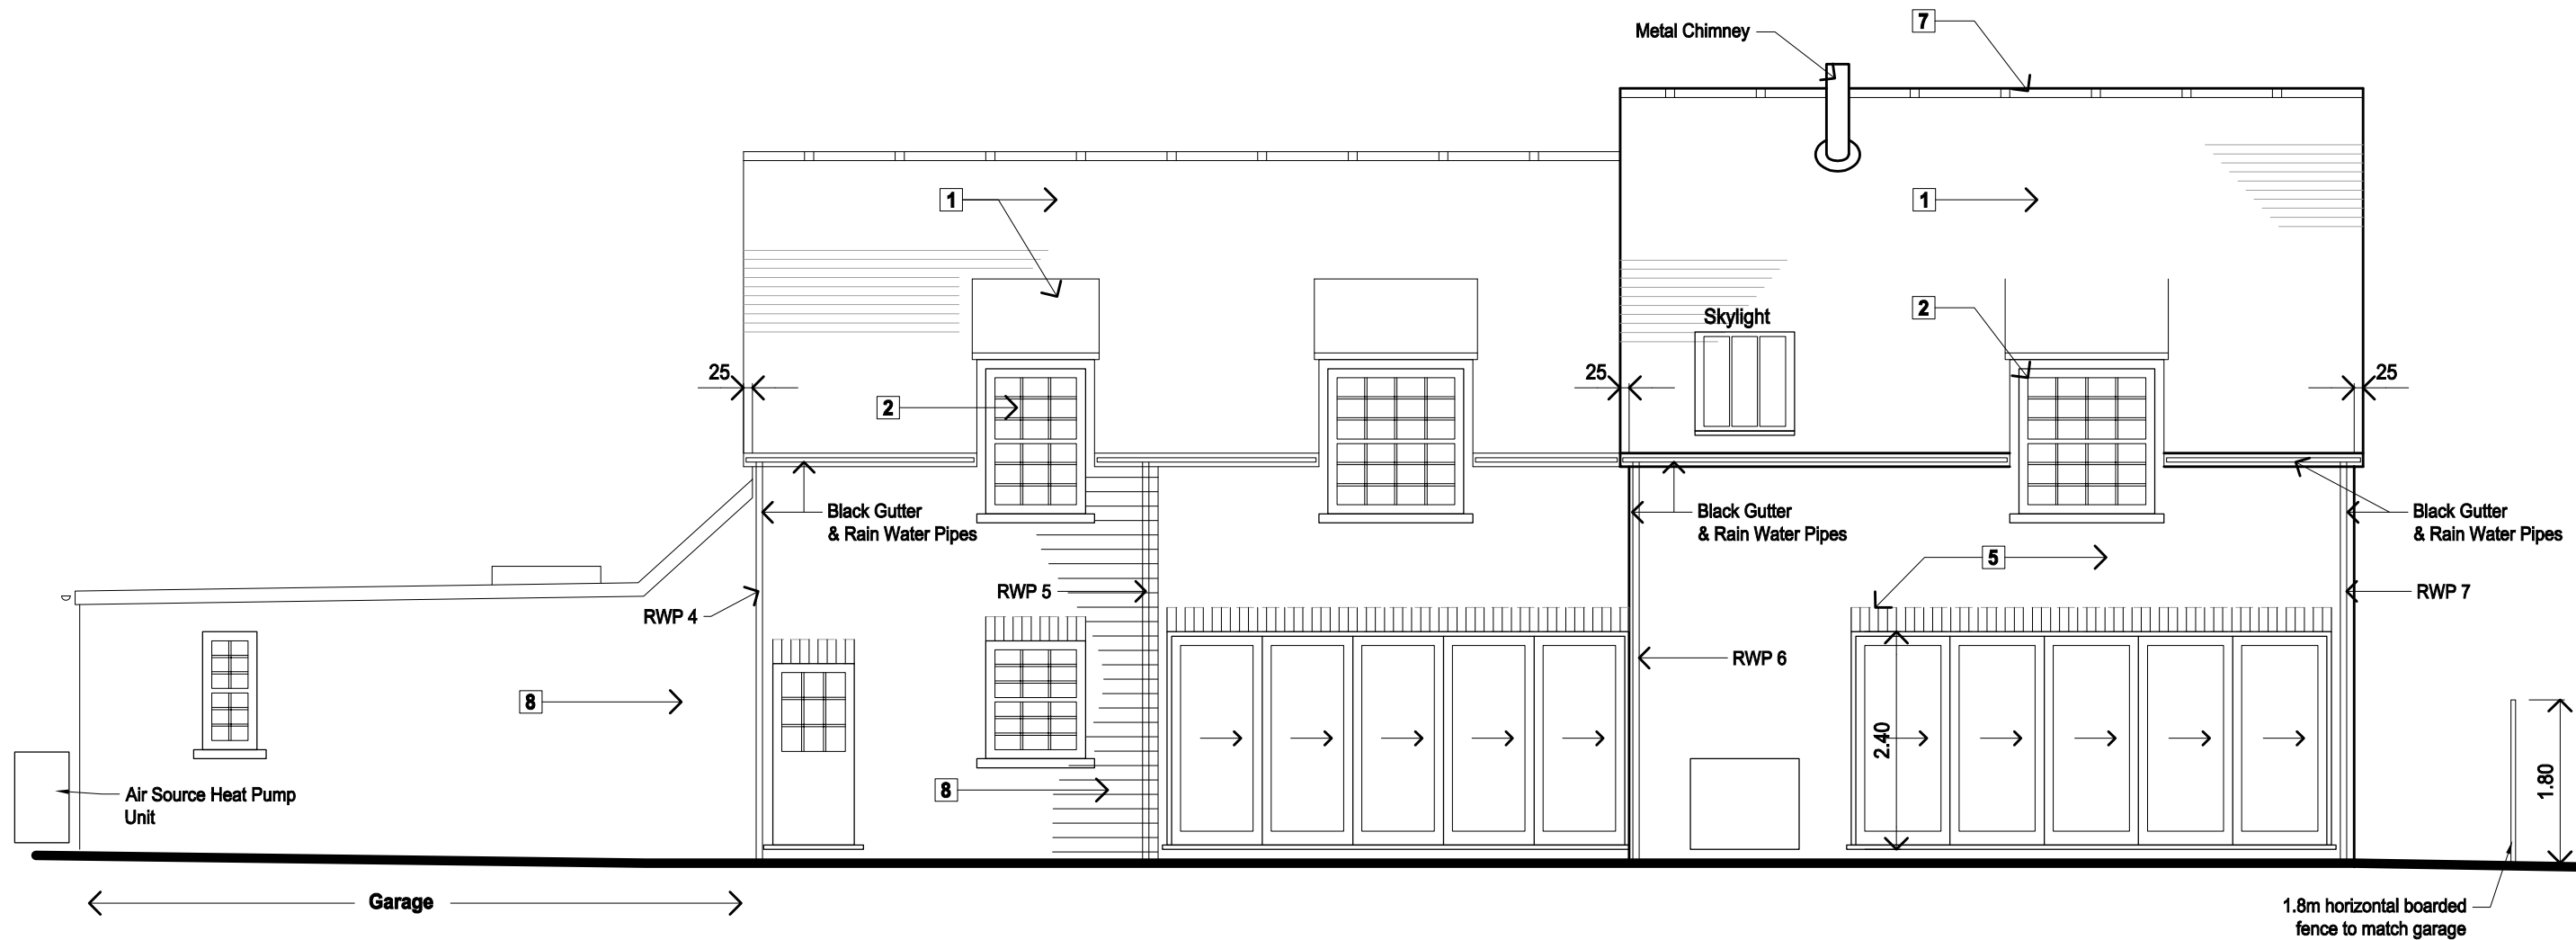 7
Metal Chimney
1
1
2
Skylight
25
25
25
2
Black Gutter
& Rain Water Pipes
Black Gutter
& Rain Water Pipes
Black Gutter
& Rain Water Pipes
5
RWP 5
RWP 7
RWP 4
RWP 6
8
2.40
8
Air Source Heat Pump
Unit
1.80
Garage
1.8m horizontal boarded
fence to match garage